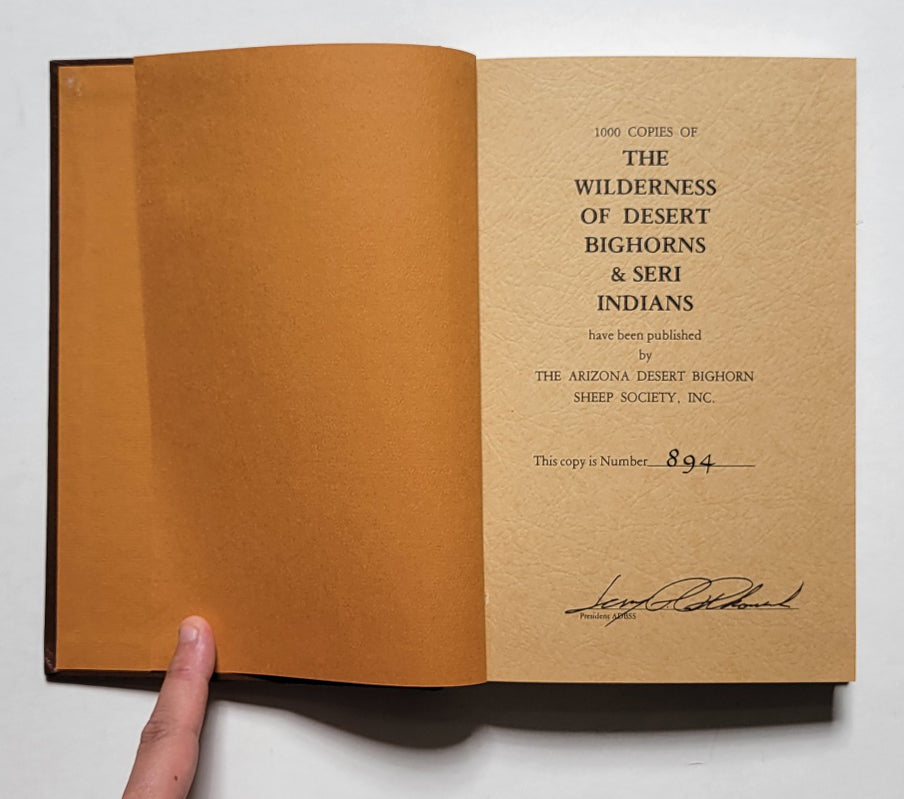 1000 COPIES OF
THE
WILDERNESS
OF DESERT
BIGHORNS
& SERI
INDIANS
have been published
by
THE ARIZONA DESERT BIGHORN
SHEEP SOCIETY, INC.
This copy is Number 894
President ADBSS